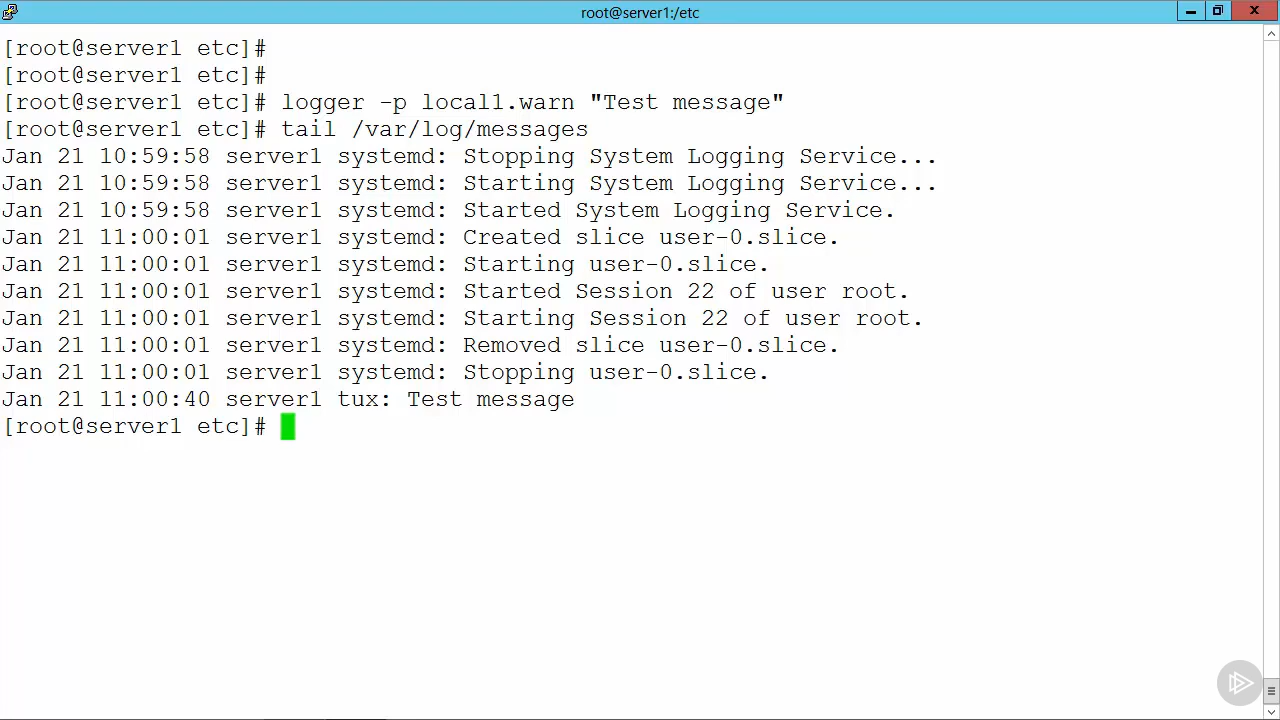 root@server1:/etc
[root@server1 etc]#
[root@server1 etc]#
[root@server1 etc]# logger -p local1.warn "Test message"
[root@server1 etc]# tail /var/log/messages
Jan 21 10:59:58 server1 systemd: Stopping System Logging Service...
Jan 21 10:59:58 server1 systemd: Starting System Logging Service...
Jan 21 10:59:58 server1 systemd: Started System Logging Service.
Jan 21 11:00:01 server1 systemd: Created slice user-0.slice.
Jan 21 11:00:01 server1 systemd: Starting user-0.slice.
Jan 21 11:00:01 server1 systemd: Started Session 22 of user root.
Jan 21 11:00:01 server1 systemd: Starting Session 22 of user root.
Jan 21 11:00:01 server1 systemd: Removed slice user-0.slice.
Jan 21 11:00:01 server1 systemd: Stopping user-0.slice.
Jan 21 11:00:40 server1 tux: Test message
[root@server1 etc]#